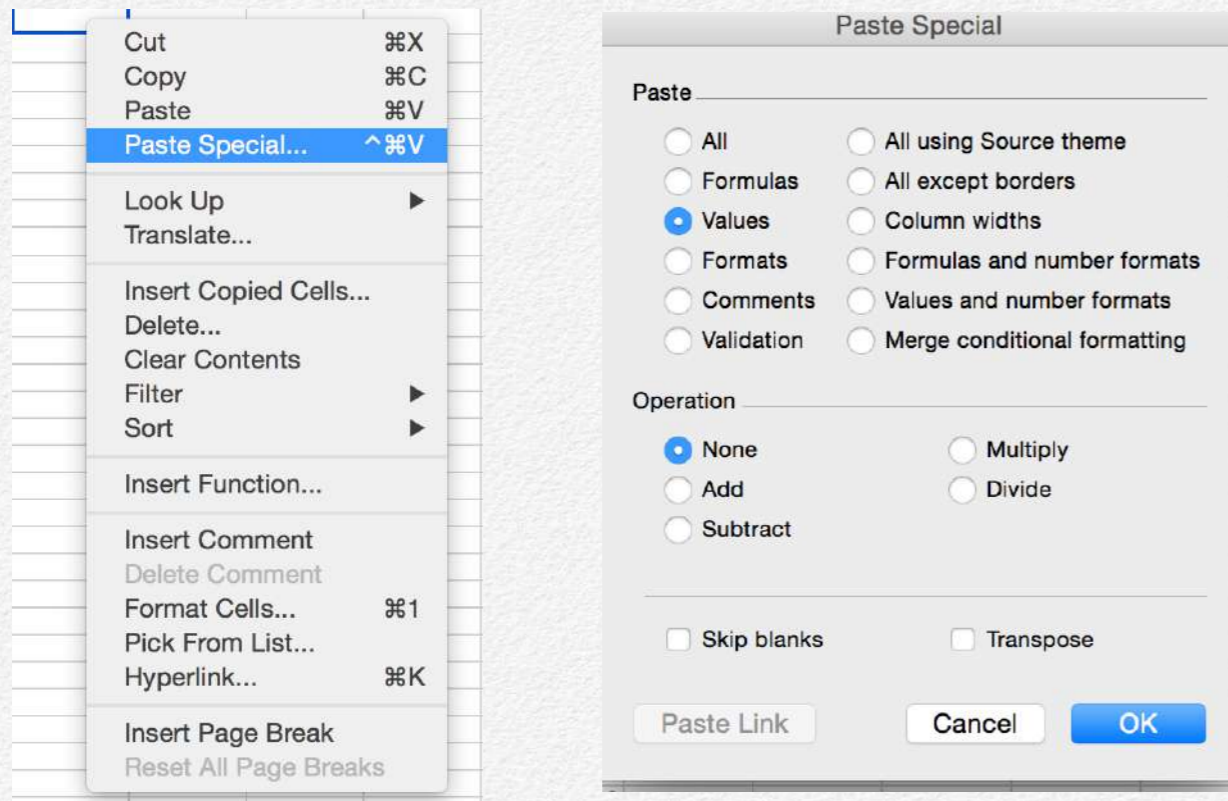 Cut ⌘X
Copy ⌘C
Paste ⌘V
Paste Special... ^⌘V
Look Up ▶
Translate...
Insert Copied Cells...
Delete...
Clear Contents
Filter ▶
Sort ▶
Insert Function...
Insert Comment
Delete Comment
Format Cells... ⌘1
Pick From List...
Hyperlink... ⌘K
Insert Page Break
Reset All Page Breaks
Paste Special
Paste
All All using Source theme
Formulas All except borders
Values Column widths
Formats Formulas and number formats
Comments Values and number formats
Validation Merge conditional formatting
Operation
None Multiply
Add Divide
Subtract
Skip blanks Transpose
Paste Link Cancel OK